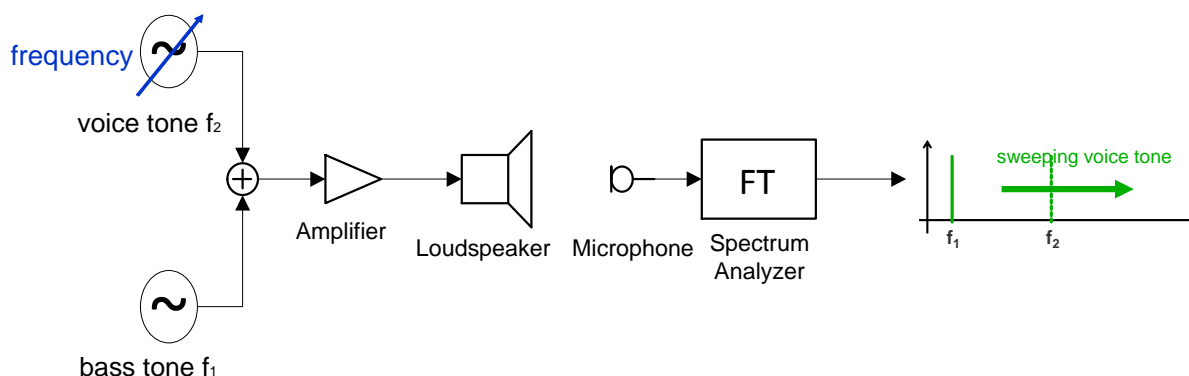 frequency
voice tone f₂
Amplifier
Loudspeaker
Microphone
FT
Spectrum
Analyzer
sweeping voice tone
f₁
f₂
bass tone f₁